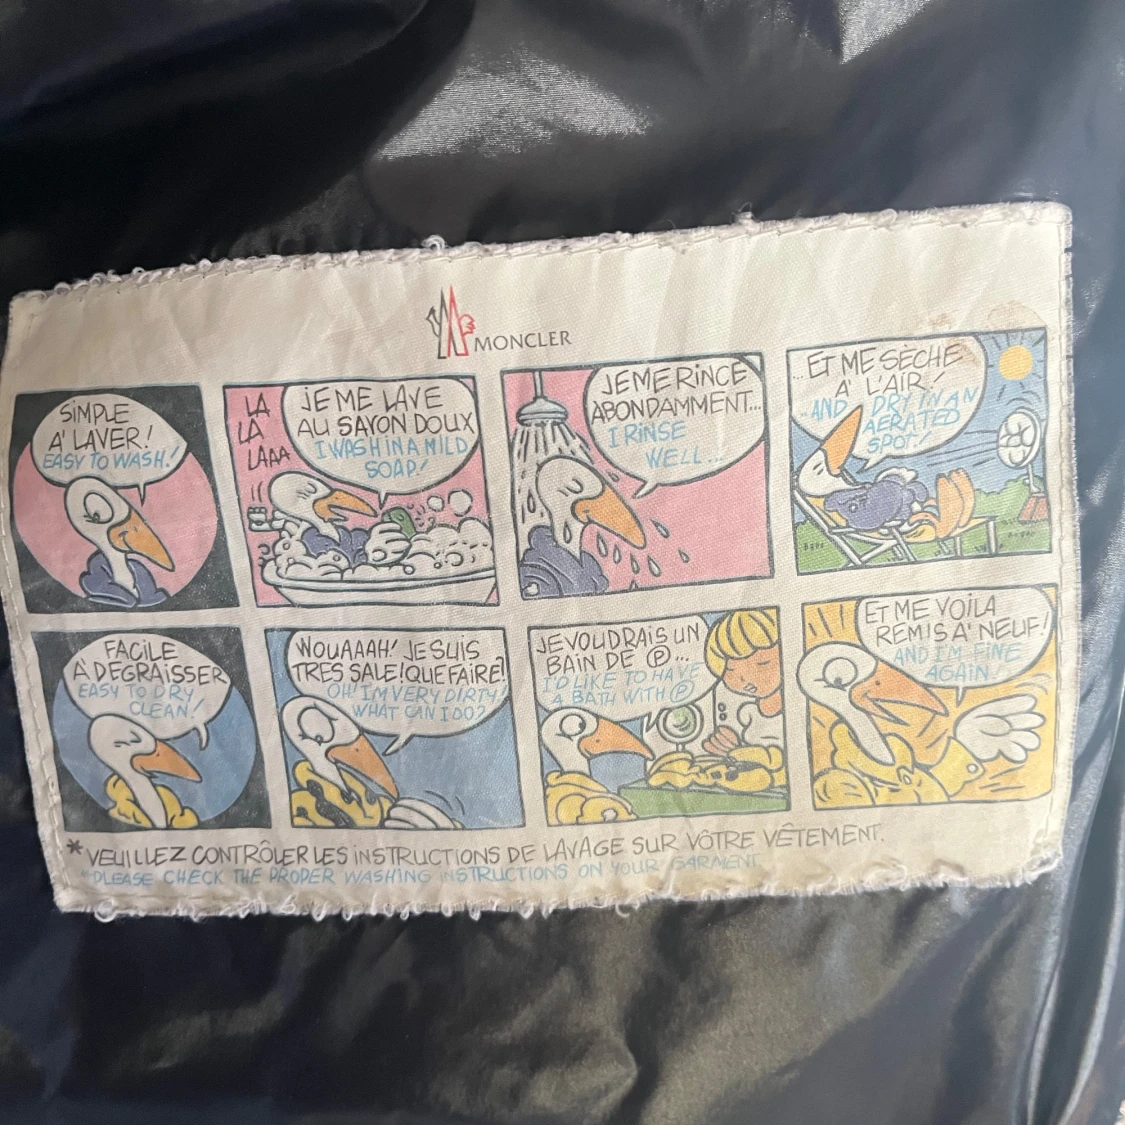 MONCLER
SIMPLE
A' LAVER!
EASY TO WASH!
LA
LA
LAAA
JE ME LAVE
AU SAVON DOUX
I WASH IN A MILD
SOAP!
JE ME RINCE
ABONDAMMENT...
I RINSE
WELL...
...ET ME SÈCHE
A' L'AIR!
...AND DRY IN AN
AERATED
SPOT!
FACILE
A' DEGRAISSER
EASY TO DRY
CLEAN!
WOUAAAH! JE SUIS
TRES SALE! QUE FAIRE?
OH! I'M VERY DIRTY!
WHAT CAN I DO?
JE VOUDRAIS UN
BAIN DE Ⓟ...
I'D LIKE TO HAVE
A BATH WITH Ⓟ
ET ME VOILA
REMIS A' NEUF!
AND I'M FINE
AGAIN!
* VEUILLEZ CONTRÔLER LES INSTRUCTIONS DE LAVAGE SUR VÔTRE VÊTEMENT.
*PLEASE CHECK THE PROPER WASHING INSTRUCTIONS ON YOUR GARMENT